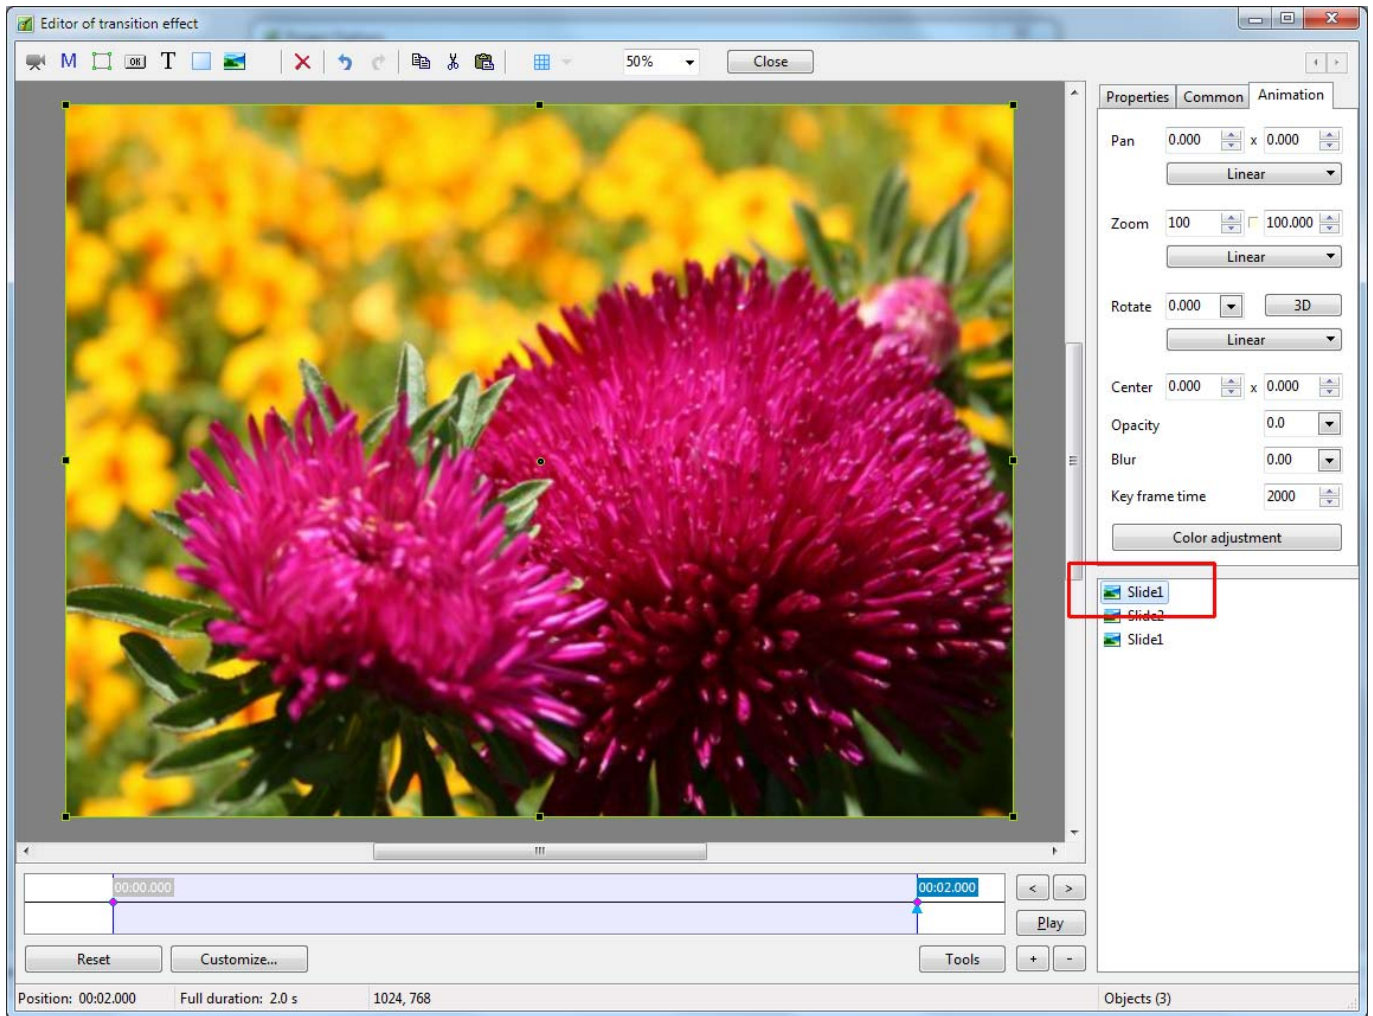 Editor of transition effect
M OK T 50% Close
Properties Common Animation
Pan 0.000 x 0.000
Linear
Zoom 100 100.000
Linear
Rotate 0.000 3D
Linear
Center 0.000 x 0.000
Opacity 0.0
Blur 0.00
Key frame time 2000
Color adjustment
Slide1
Slide2
Slide1
00:00.000 00:02.000 < >
Play
Reset Customize... Tools + -
Position: 00:02.000 Full duration: 2.0 s 1024, 768 Objects (3)